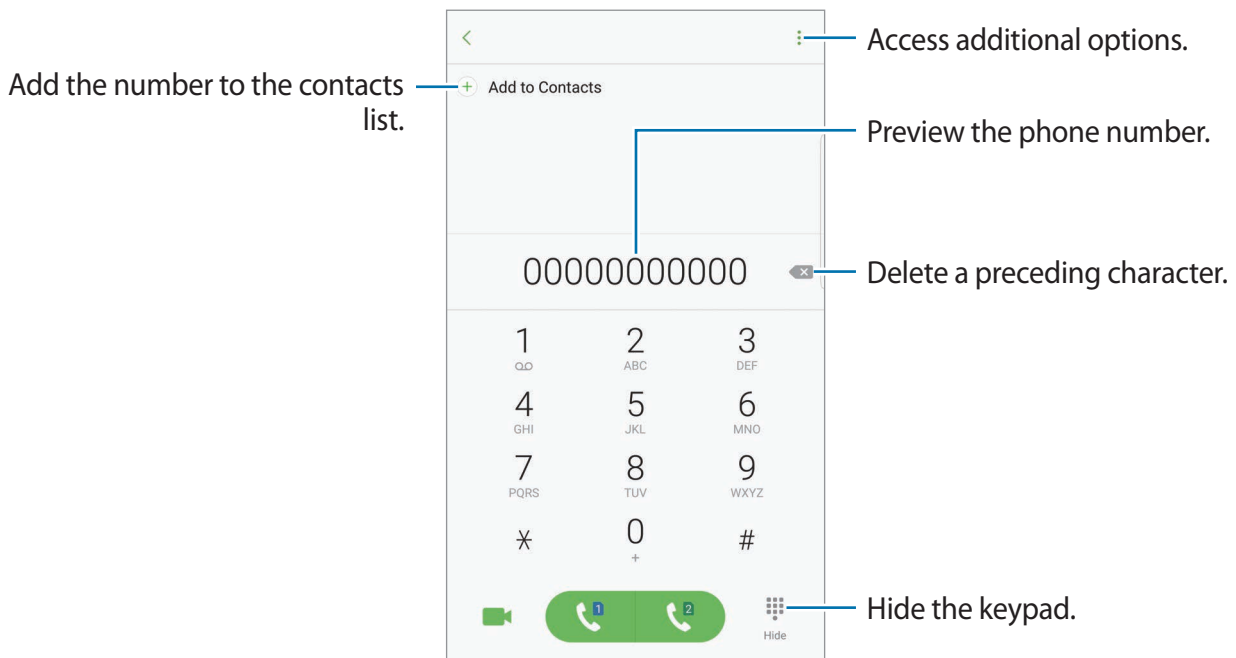 Access additional options.
Add the number to the contacts
list.
Add to Contacts
Preview the phone number.
00000000000
Delete a preceding character.
1 2 3
ABC DEF
4 5 6
GHI JKL MNO
7 8 9
PQRS TUV WXYZ
* 0 #
+
1 2
Hide
Hide the keypad.